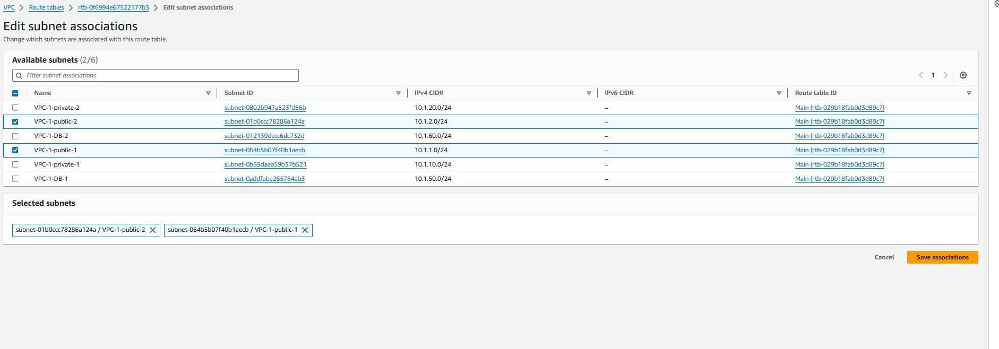 VPC > Route tables > rtb-0f6994e67522177b3 > Edit subnet associations
Edit subnet associations
Change which subnets are associated with this route table.
Available subnets (2/6)
Filter subnet associations
1
Name Subnet ID IPv4 CIDR IPv6 CIDR Route table ID
VPC-1-private-2 subnet-0802b947a523fd56b 10.1.20.0/24 – Main (rtb-029b18fab0d3d89c7)
VPC-1-public-2 subnet-01b0ccc78286a124a 10.1.2.0/24 – Main (rtb-029b18fab0d3d89c7)
VPC-1-DB-2 subnet-012139dccc6dc732d 10.1.60.0/24 – Main (rtb-029b18fab0d3d89c7)
VPC-1-public-1 subnet-064b5b07f40b1aecb 10.1.1.0/24 – Main (rtb-029b18fab0d3d89c7)
VPC-1-private-1 subnet-0b69daea59b37b521 10.1.10.0/24 – Main (rtb-029b18fab0d3d89c7)
VPC-1-DB-1 subnet-0addfabe265764ab3 10.1.50.0/24 – Main (rtb-029b18fab0d3d89c7)
Selected subnets
subnet-01b0ccc78286a124a / VPC-1-public-2 subnet-064b5b07f40b1aecb / VPC-1-public-1
Cancel Save associations